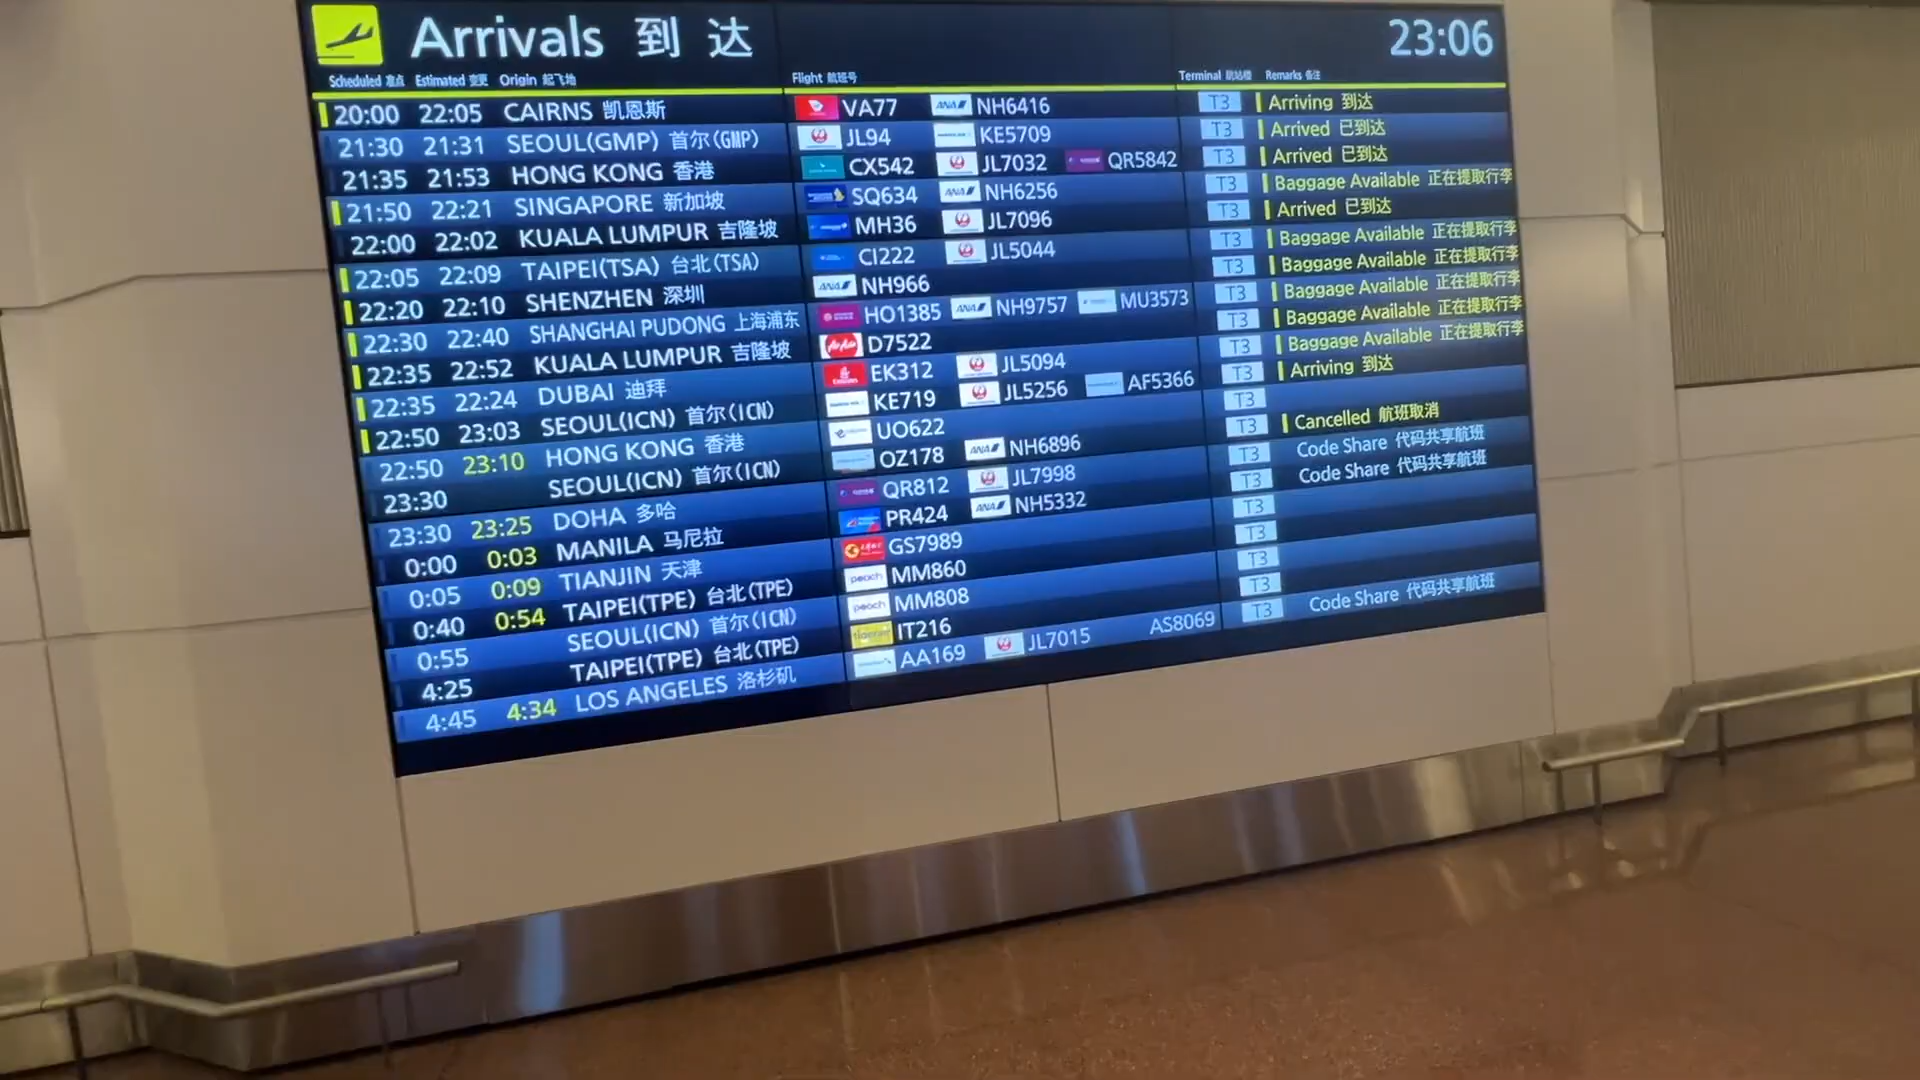 Arrivals 到达 23:06
Scheduled 准点 Estimated 变更 Origin 起飞地 Flight 航班号 Terminal 航站楼 Remarks 备注
20:00 22:05 CAIRNS 凯恩斯 VA77 ANA NH6416 T3 Arriving 到达
21:30 21:31 SEOUL(GMP) 首尔(GMP) JL94 KE5709 T3 Arrived 已到达
21:35 21:53 HONG KONG 香港 CX542 JL7032 QR5842 T3 Arrived 已到达
21:50 22:21 SINGAPORE 新加坡 SQ634 ANA NH6256 T3 Baggage Available 正在提取行李
22:00 22:02 KUALA LUMPUR 吉隆坡 MH36 JL7096 T3 Arrived 已到达
22:05 22:09 TAIPEI(TSA) 台北(TSA) CI222 JL5044 T3 Baggage Available 正在提取行李
22:20 22:10 SHENZHEN 深圳 ANA NH966 T3 Baggage Available 正在提取行李
22:30 22:40 SHANGHAI PUDONG 上海浦东 HO1385 ANA NH9757 MU3573 T3 Baggage Available 正在提取行李
22:35 22:52 KUALA LUMPUR 吉隆坡 AirAsia D7522 T3 Baggage Available 正在提取行李
22:35 22:24 DUBAI 迪拜 Emirates EK312 JL5094 T3 Baggage Available 正在提取行李
22:50 23:03 SEOUL(ICN) 首尔(ICN) KE719 JL5256 AF5366 T3 Arriving 到达
22:50 23:10 HONG KONG 香港 UO622 T3
23:30 SEOUL(ICN) 首尔(ICN) OZ178 ANA NH6896 T3 Cancelled 航班取消
23:30 23:25 DOHA 多哈 QR812 JL7998 T3 Code Share 代码共享航班
0:00 0:03 MANILA 马尼拉 PR424 ANA NH5332 T3 Code Share 代码共享航班
0:05 0:09 TIANJIN 天津 GS7989 T3
0:40 0:54 TAIPEI(TPE) 台北(TPE) peach MM860 T3
0:55 SEOUL(ICN) 首尔(ICN) peach MM808 T3
4:25 TAIPEI(TPE) 台北(TPE) tigerair IT216 T3
4:45 4:34 LOS ANGELES 洛杉矶 AA169 JL7015 AS8069 T3 Code Share 代码共享航班